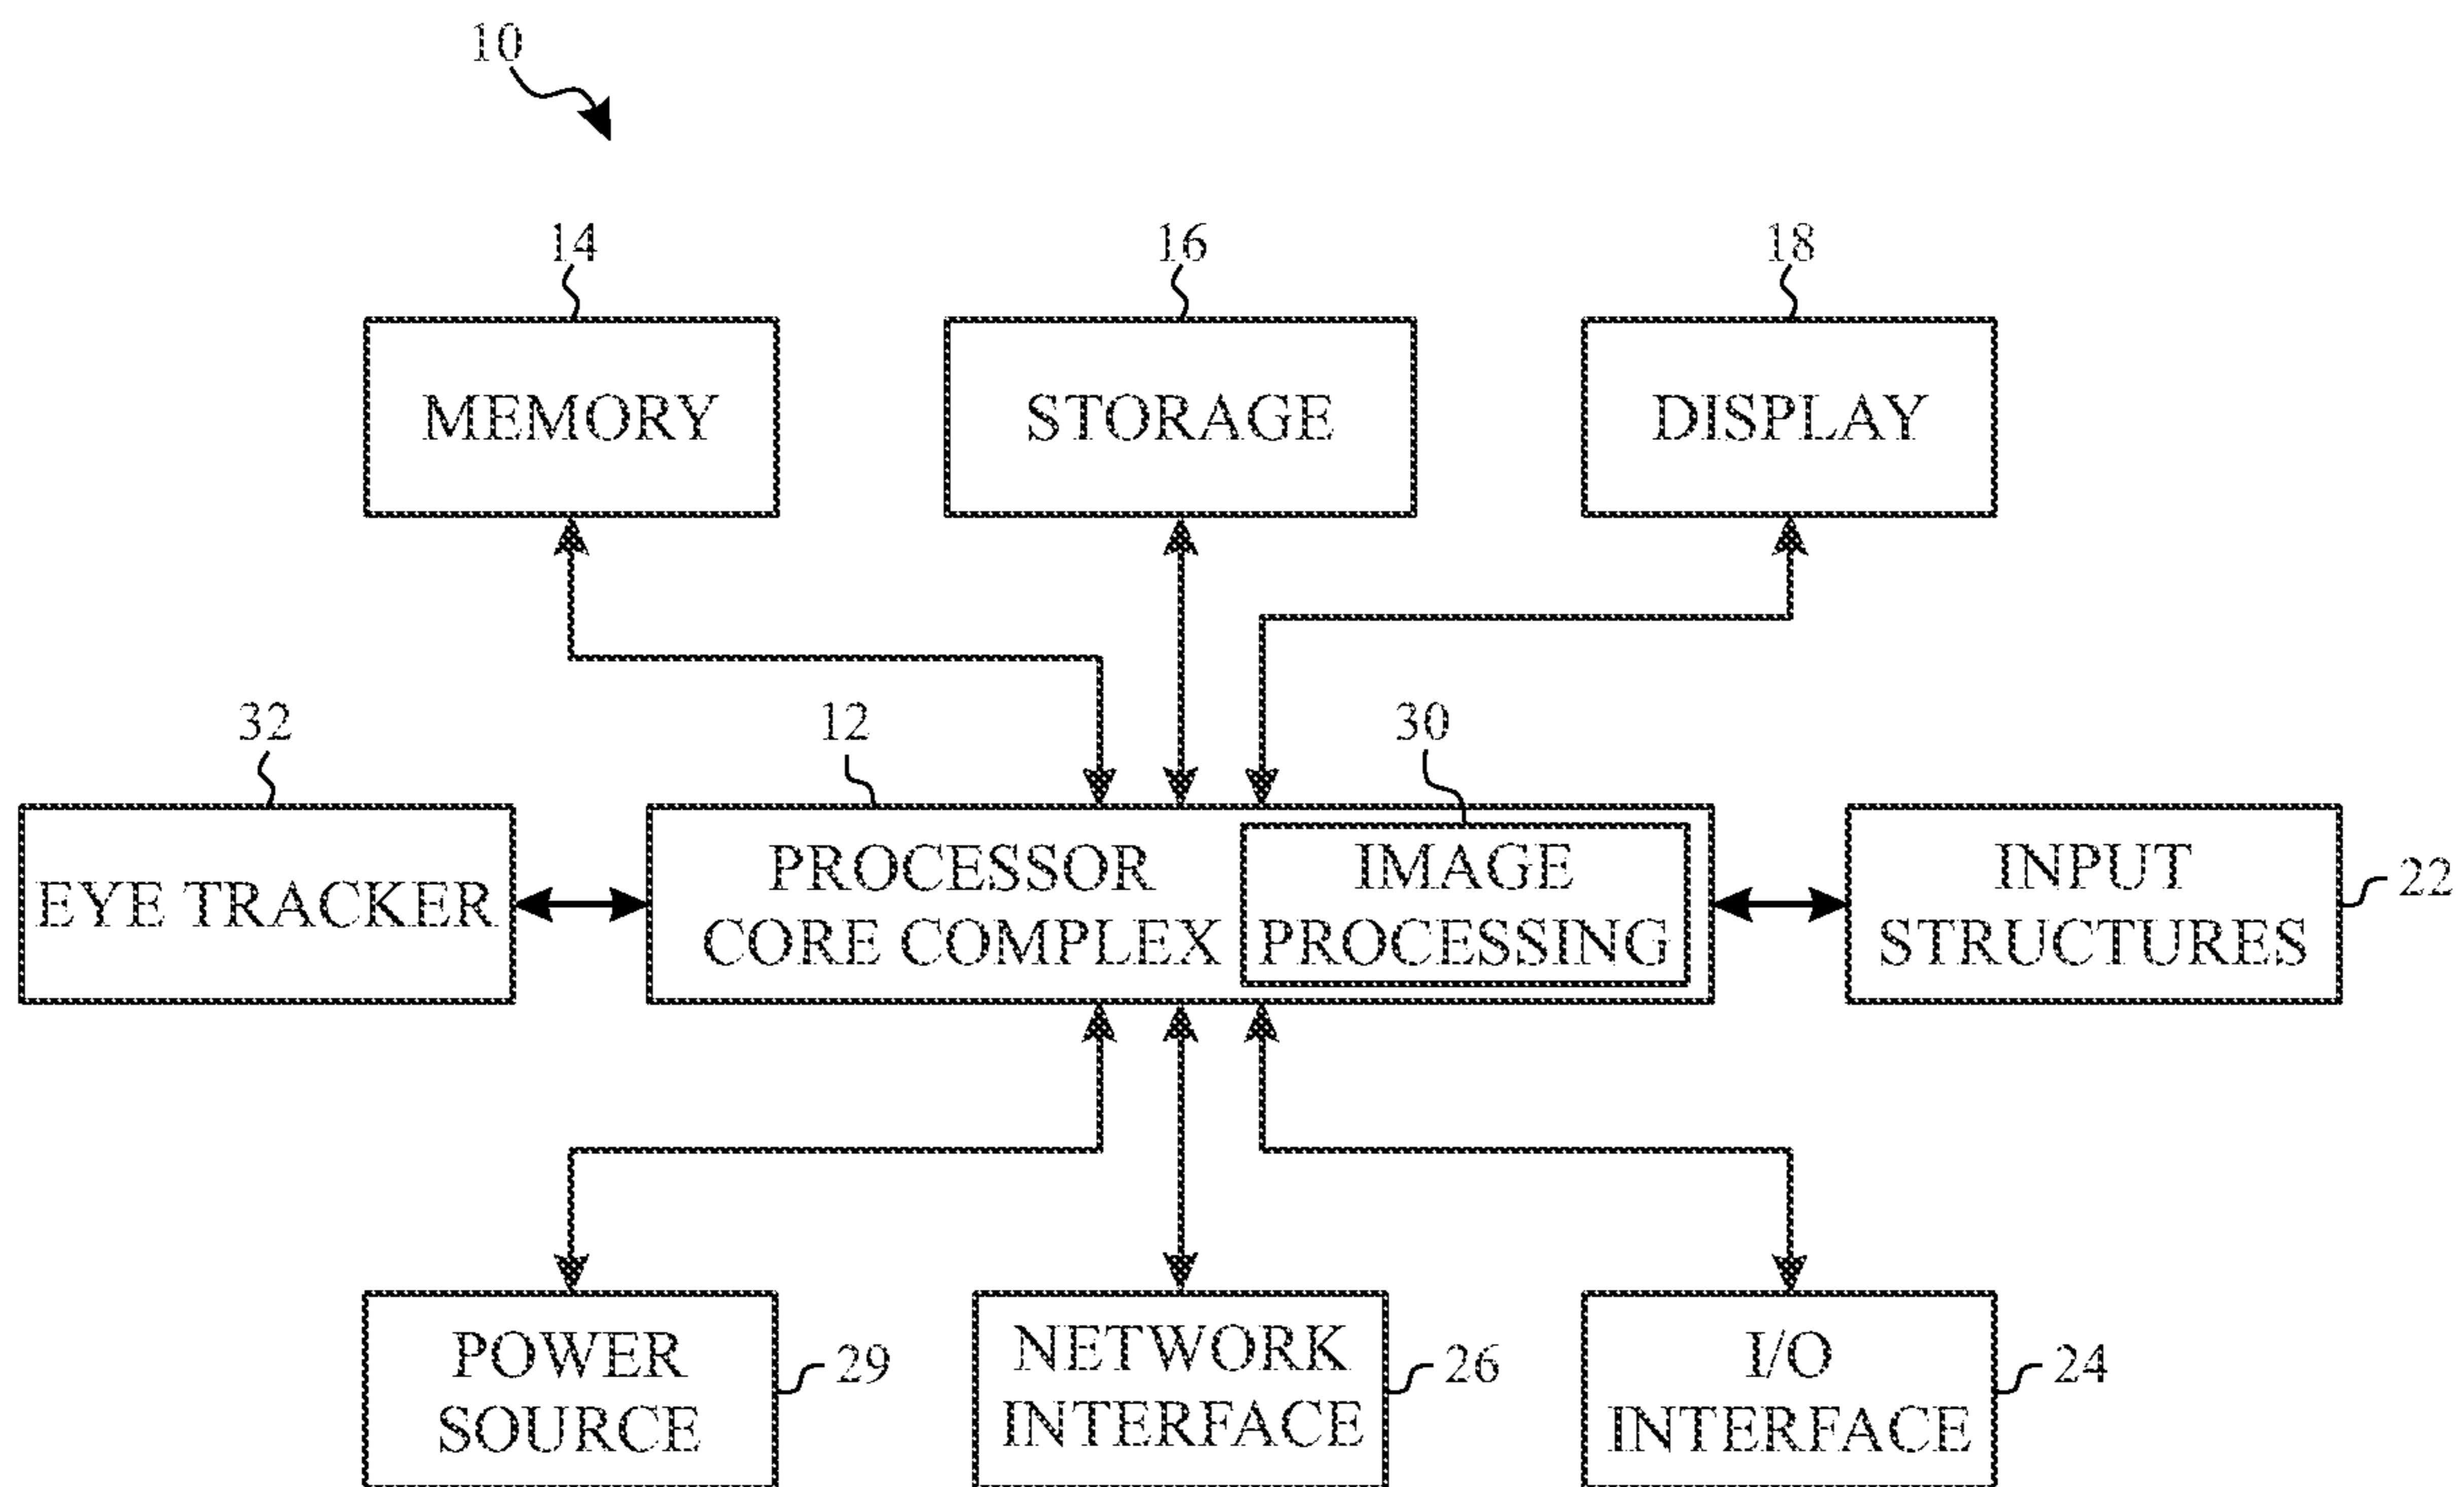 10
14
16
18
MEMORY
STORAGE
DISPLAY
32
12
30
EYE TRACKER
PROCESSOR
CORE COMPLEX
IMAGE
PROCESSING
INPUT
STRUCTURES
22
POWER
SOURCE
29
NETWORK
INTERFACE
26
I/O
INTERFACE
24